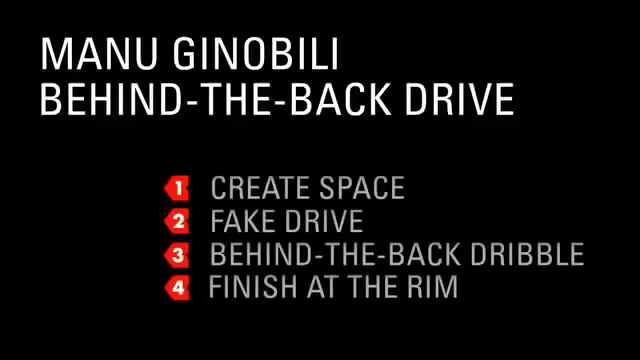 MANU GINOBILI
BEHIND-THE-BACK DRIVE
1 CREATE SPACE
2 FAKE DRIVE
3 BEHIND-THE-BACK DRIBBLE
4 FINISH AT THE RIM